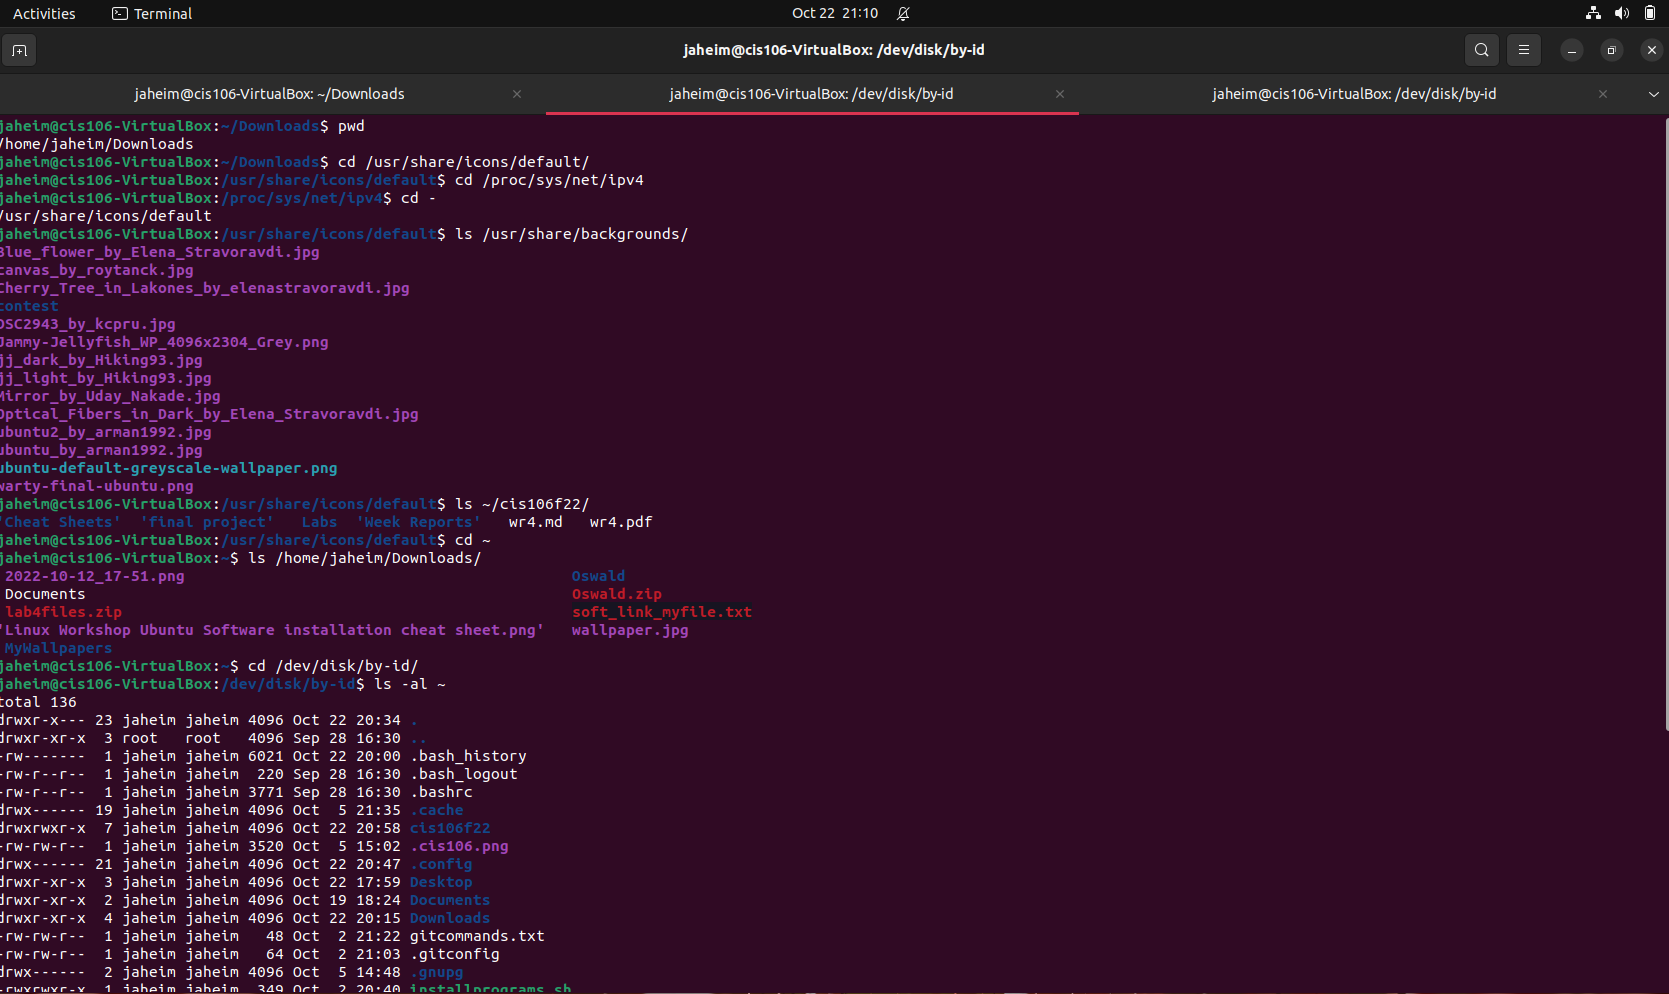 Activities Terminal Oct 22 21:10
jaheim@cis106-VirtualBox: /dev/disk/by-id
jaheim@cis106-VirtualBox: ~/Downloads jaheim@cis106-VirtualBox: /dev/disk/by-id jaheim@cis106-VirtualBox: /dev/disk/by-id
jaheim@cis106-VirtualBox:~/Downloads$ pwd
/home/jaheim/Downloads
jaheim@cis106-VirtualBox:~/Downloads$ cd /usr/share/icons/default/
jaheim@cis106-VirtualBox:/usr/share/icons/default$ cd /proc/sys/net/ipv4
jaheim@cis106-VirtualBox:/proc/sys/net/ipv4$ cd -
/usr/share/icons/default
jaheim@cis106-VirtualBox:/usr/share/icons/default$ ls /usr/share/backgrounds/
Blue_flower_by_Elena_Stravoravdi.jpg
canvas_by_roytanck.jpg
Cherry_Tree_in_Lakones_by_elenastravoravdi.jpg
contest
DSC2943_by_kcpru.jpg
Jammy-Jellyfish_WP_4096x2304_Grey.png
jj_dark_by_Hiking93.jpg
jj_light_by_Hiking93.jpg
Mirror_by_Uday_Nakade.jpg
Optical_Fibers_in_Dark_by_Elena_Stravoravdi.jpg
ubuntu2_by_arman1992.jpg
ubuntu_by_arman1992.jpg
ubuntu-default-greyscale-wallpaper.png
warty-final-ubuntu.png
jaheim@cis106-VirtualBox:/usr/share/icons/default$ ls ~/cis106f22/
'Cheat Sheets' 'final project' Labs 'Week Reports' wr4.md wr4.pdf
jaheim@cis106-VirtualBox:/usr/share/icons/default$ cd ~
jaheim@cis106-VirtualBox:~$ ls /home/jaheim/Downloads/
2022-10-12_17-51.png Oswald
Documents Oswald.zip
lab4files.zip soft_link_myfile.txt
'Linux Workshop Ubuntu Software installation cheat sheet.png' wallpaper.jpg
MyWallpapers
jaheim@cis106-VirtualBox:~$ cd /dev/disk/by-id/
jaheim@cis106-VirtualBox:/dev/disk/by-id$ ls -al ~
total 136
drwxr-x--- 23 jaheim jaheim 4096 Oct 22 20:34 .
drwxr-xr-x 3 root root 4096 Sep 28 16:30 ..
-rw------- 1 jaheim jaheim 6021 Oct 22 20:00 .bash_history
-rw-r--r-- 1 jaheim jaheim 220 Sep 28 16:30 .bash_logout
-rw-r--r-- 1 jaheim jaheim 3771 Sep 28 16:30 .bashrc
drwx------ 19 jaheim jaheim 4096 Oct 5 21:35 .cache
drwxrwxr-x 7 jaheim jaheim 4096 Oct 22 20:58 cis106f22
-rw-rw-r-- 1 jaheim jaheim 3520 Oct 5 15:02 .cis106.png
drwx------ 21 jaheim jaheim 4096 Oct 22 20:47 .config
drwxr-xr-x 3 jaheim jaheim 4096 Oct 22 17:59 Desktop
drwxr-xr-x 2 jaheim jaheim 4096 Oct 19 18:24 Documents
drwxr-xr-x 4 jaheim jaheim 4096 Oct 22 20:15 Downloads
-rw-rw-r-- 1 jaheim jaheim 48 Oct 2 21:22 gitcommands.txt
-rw-rw-r-- 1 jaheim jaheim 64 Oct 2 21:03 .gitconfig
drwx------ 2 jaheim jaheim 4096 Oct 5 14:48 .gnupg
-rwxrwxr-x 1 jaheim jaheim 349 Oct 2 20:40 installprograms.sh